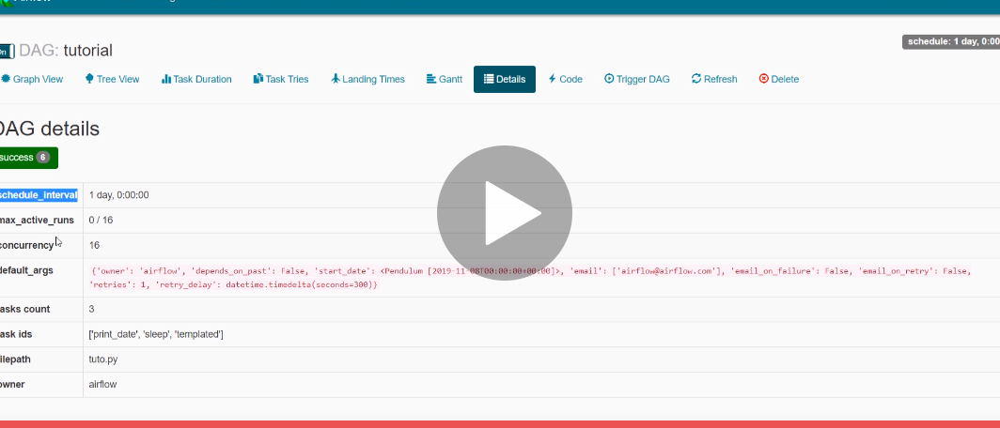 schedule: 1 day, 0:00
On DAG: tutorial
Graph View Tree View Task Duration Task Tries Landing Times Gantt Details Code Trigger DAG Refresh Delete
DAG details
success 6
schedule_interval 1 day, 0:00:00
max_active_runs 0 / 16
concurrency 16
default_args {'owner': 'airflow', 'depends_on_past': False, 'start_date': <Pendulum [2019-11-08T00:00:00+00:00]>, 'email': ['airflow@airflow.com'], 'email_on_failure': False, 'email_on_retry': False,
'retries': 1, 'retry_delay': datetime.timedelta(seconds=300)}
tasks count 3
task ids ['print_date', 'sleep', 'templated']
filepath tuto.py
owner airflow